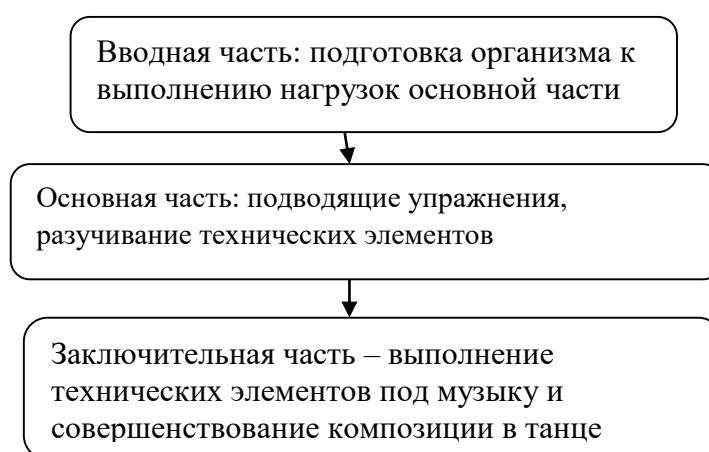 Вводная часть: подготовка организма к
выполнению нагрузок основной части
Основная часть: подводящие упражнения,
разучивание технических элементов
Заключительная часть – выполнение
технических элементов под музыку и
совершенствование композиции в танце